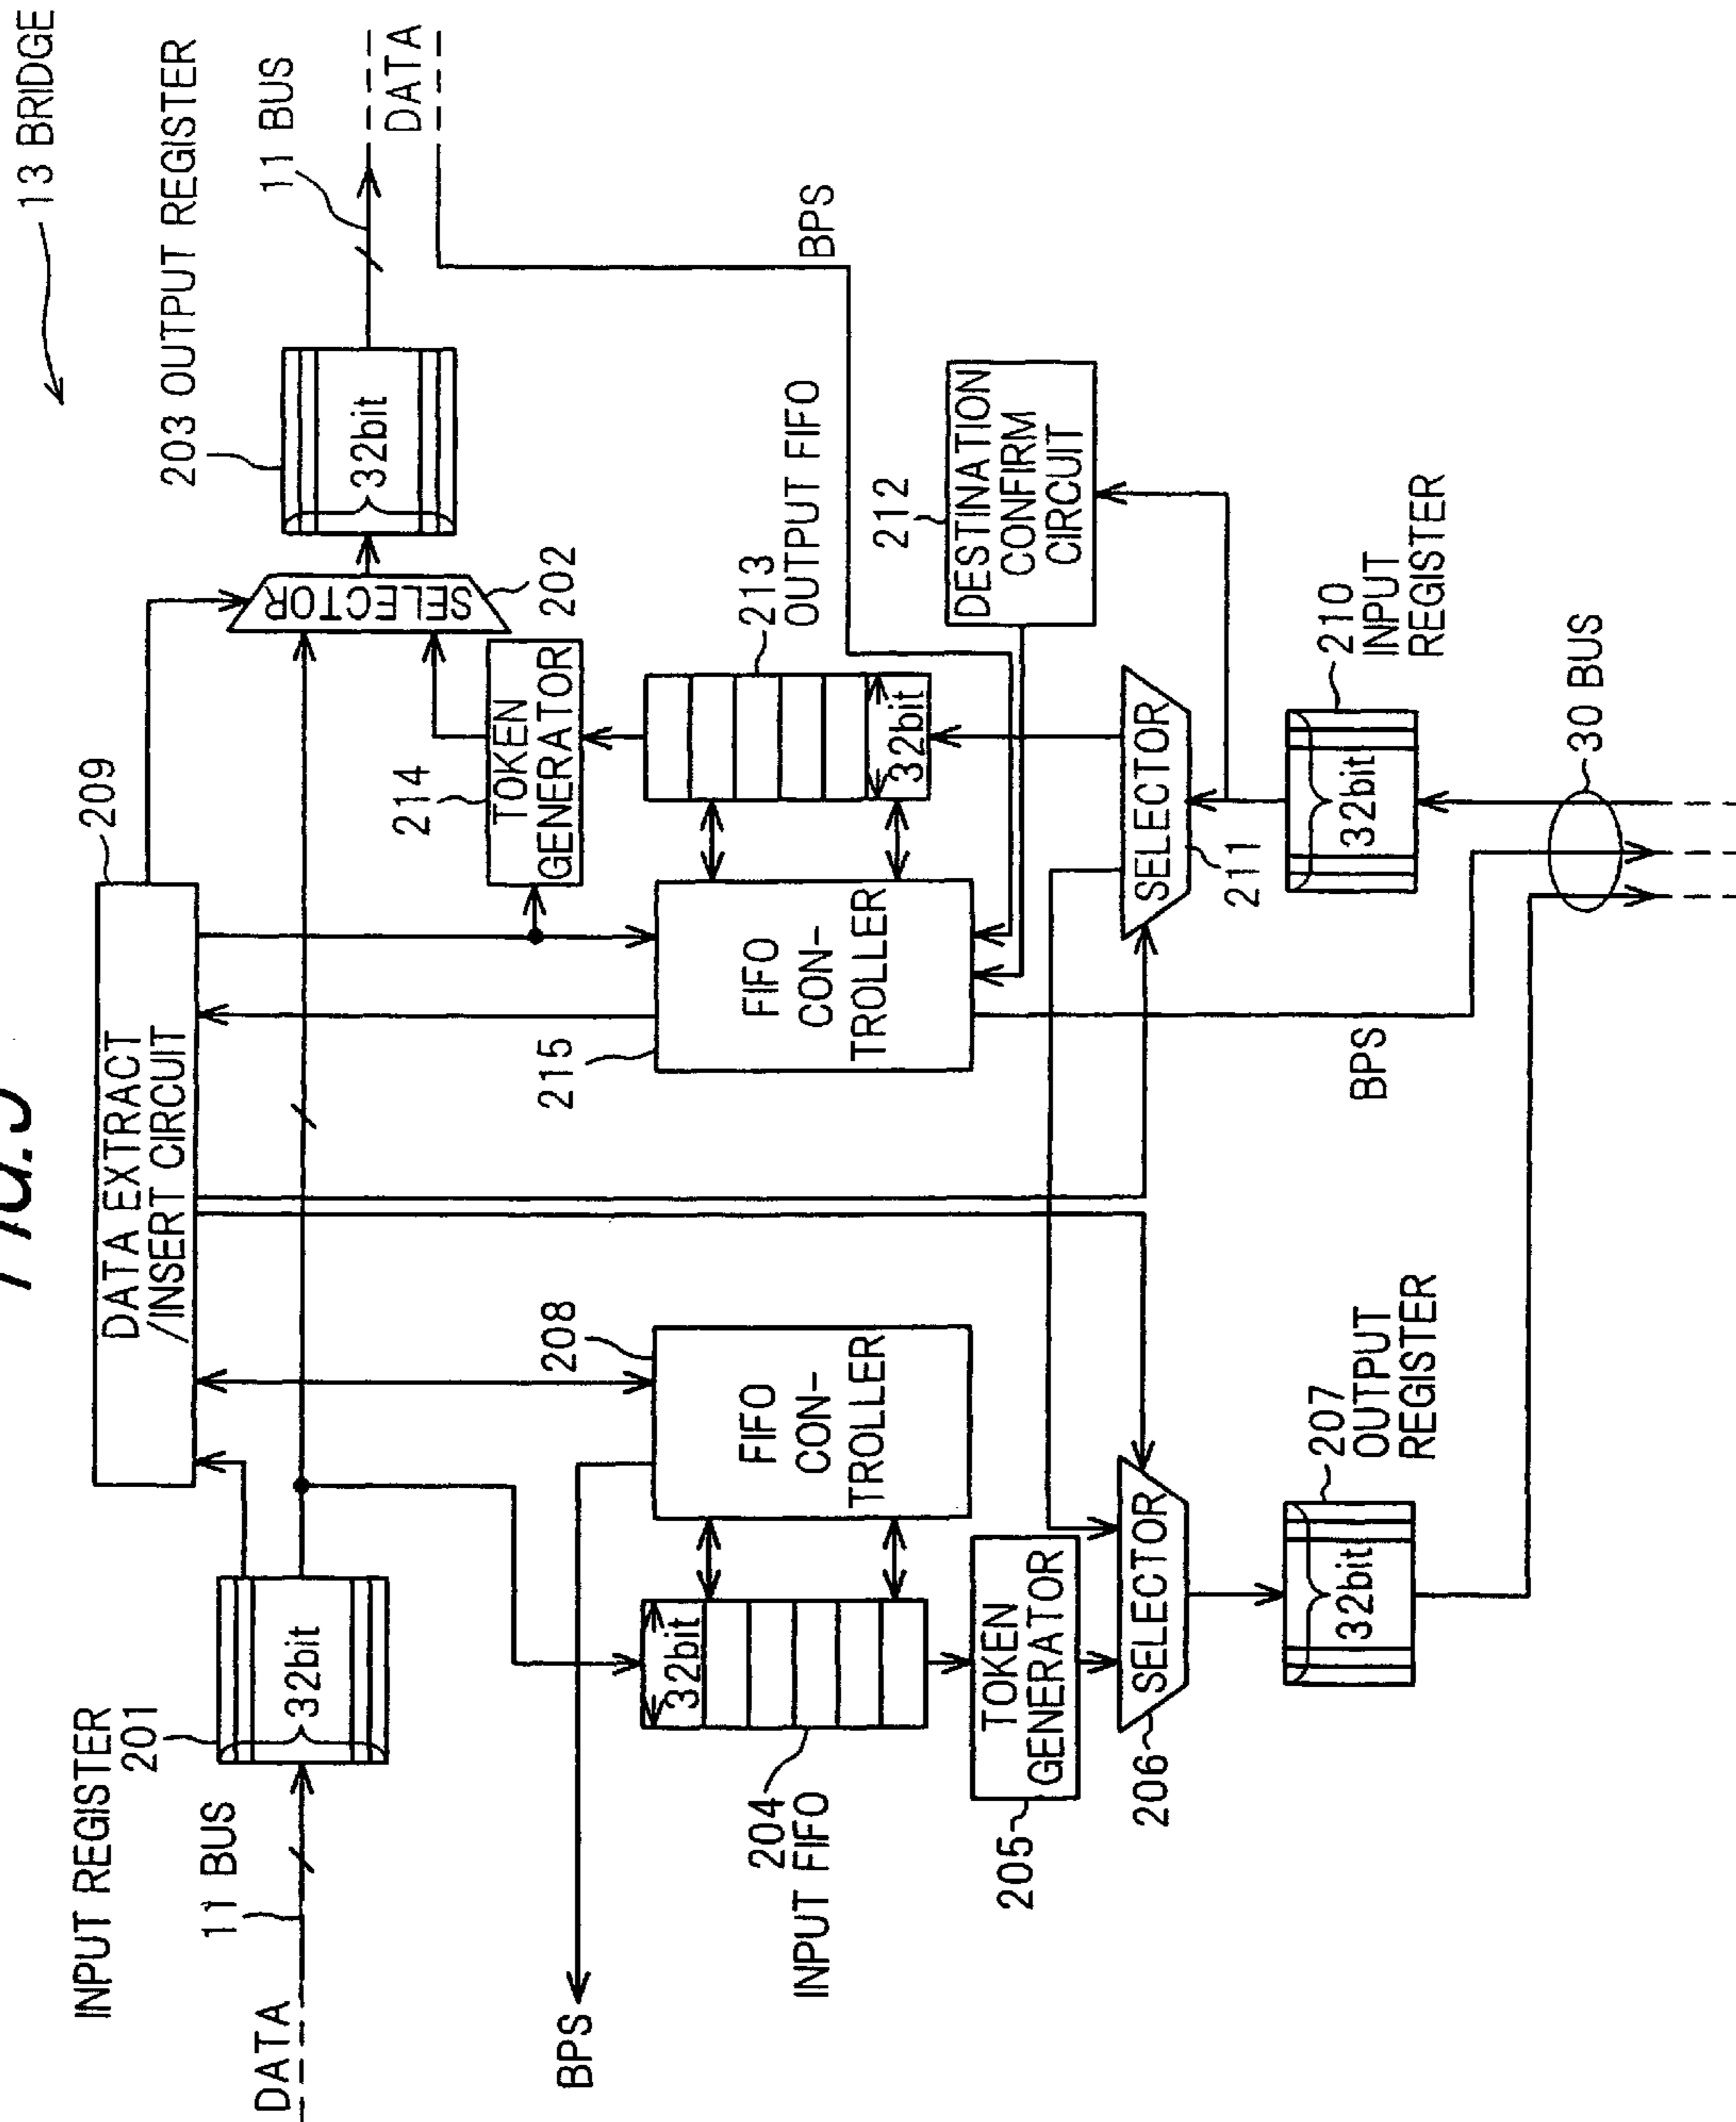 13 BRIDGE
203 OUTPUT REGISTER
11 BUS
DATA
32bit
SELECTOR
202
209
DATA EXTRACT
/INSERT CIRCUIT
INPUT REGISTER
201
32bit
11 BUS
DATA
BPS
214
TOKEN
GENERATOR
213
OUTPUT FIFO
32bit
BPS
215
FIFO
CON-
TROLLER
208
FIFO
CON-
TROLLER
32bit
204
INPUT FIFO
212
DESTINATION
CONFIRM
CIRCUIT
205
TOKEN
GENERATOR
SELECTOR
211
SELECTOR
206
210
INPUT
REGISTER
32bit
207
OUTPUT
REGISTER
32bit
BPS
30 BUS